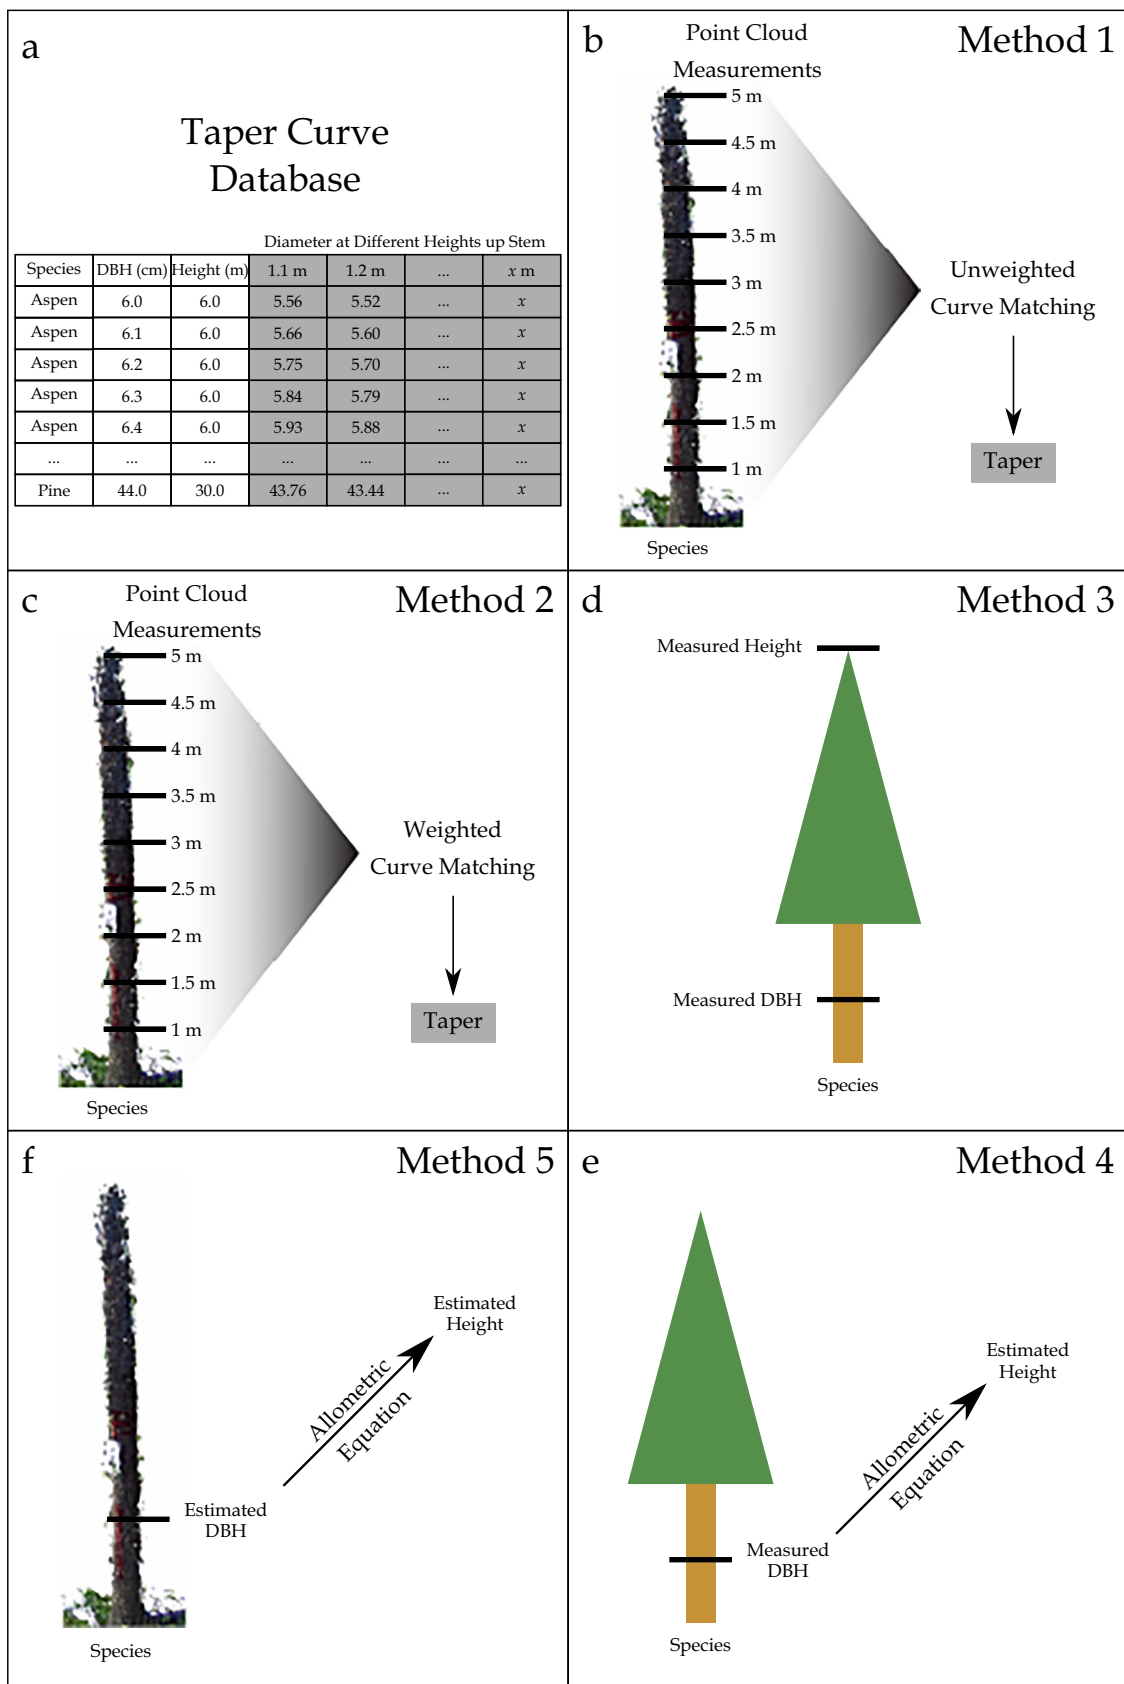 a
Taper Curve
Database
Diameter at Different Heights up Stem
Species DBH (cm) Height (m) 1.1 m 1.2 m ... x m
Aspen 6.0 6.0 5.56 5.52 ... x
Aspen 6.1 6.0 5.66 5.60 ... x
Aspen 6.2 6.0 5.75 5.70 ... x
Aspen 6.3 6.0 5.84 5.79 ... x
Aspen 6.4 6.0 5.93 5.88 ... x
... ... ... ... ... ... ...
Pine 44.0 30.0 43.76 43.44 ... x
b
Method 1
Point Cloud
Measurements
5 m
4.5 m
4 m
3.5 m
3 m
2.5 m
2 m
1.5 m
1 m
Species
Unweighted
Curve Matching
Taper
c
Method 2
Point Cloud
Measurements
5 m
4.5 m
4 m
3.5 m
3 m
2.5 m
2 m
1.5 m
1 m
Species
Weighted
Curve Matching
Taper
d
Method 3
Measured Height
Measured DBH
Species
f
Method 5
Estimated
Height
Allometric
Equation
Estimated
DBH
Species
e
Method 4
Estimated
Height
Allometric
Equation
Measured
DBH
Species